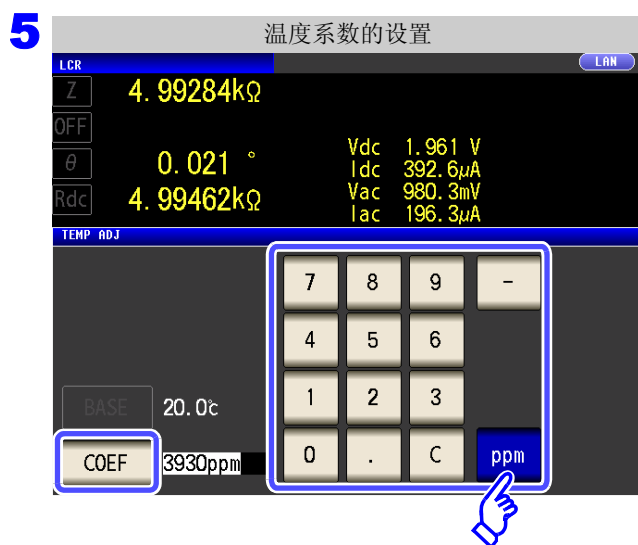 5
温度系数的设置
LCR LAN
Z 4.99284kΩ
OFF
θ 0.021 °
Rdc 4.99462kΩ
Vdc 1.961 V
Idc 392.6μA
Vac 980.3mV
Iac 196.3μA
TEMP ADJ
7 8 9 -
4 5 6
1 2 3
0 . C ppm
BASE 20.0℃
COEF 3930ppm